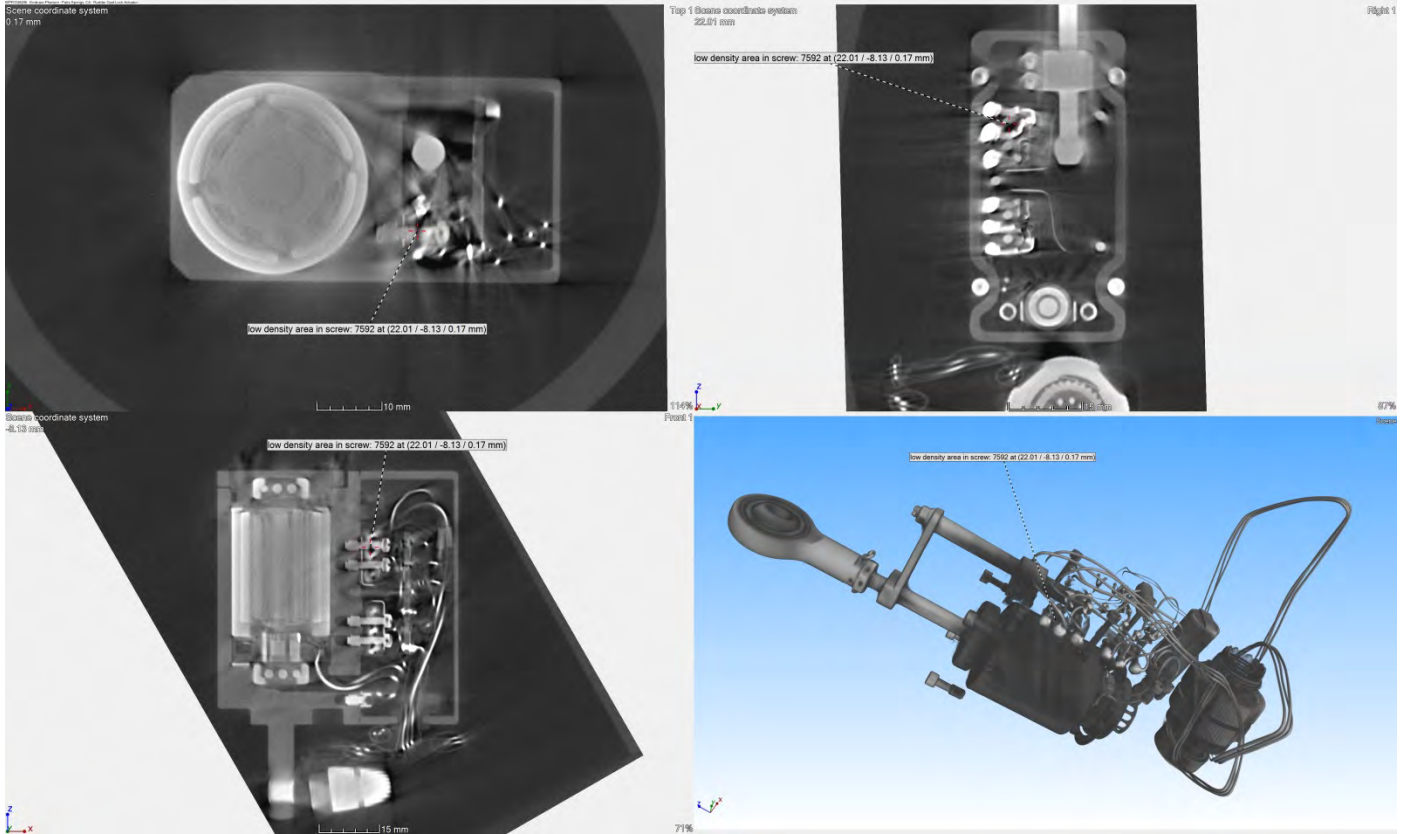 Scene coordinate system
0.17 mm
Top 1
low density area in screw: 7592 at (22.01 / -8.13 / 0.17 mm)
10 mm
114%
Scene coordinate system
22.01 mm
Right 1
low density area in screw: 7592 at (22.01 / -8.13 / 0.17 mm)
z
y
87%
Scene coordinate system
-8.13 mm
Front 1
low density area in screw: 7592 at (22.01 / -8.13 / 0.17 mm)
z
x
15 mm
71%
Scene
low density area in screw: 7592 at (22.01 / -8.13 / 0.17 mm)